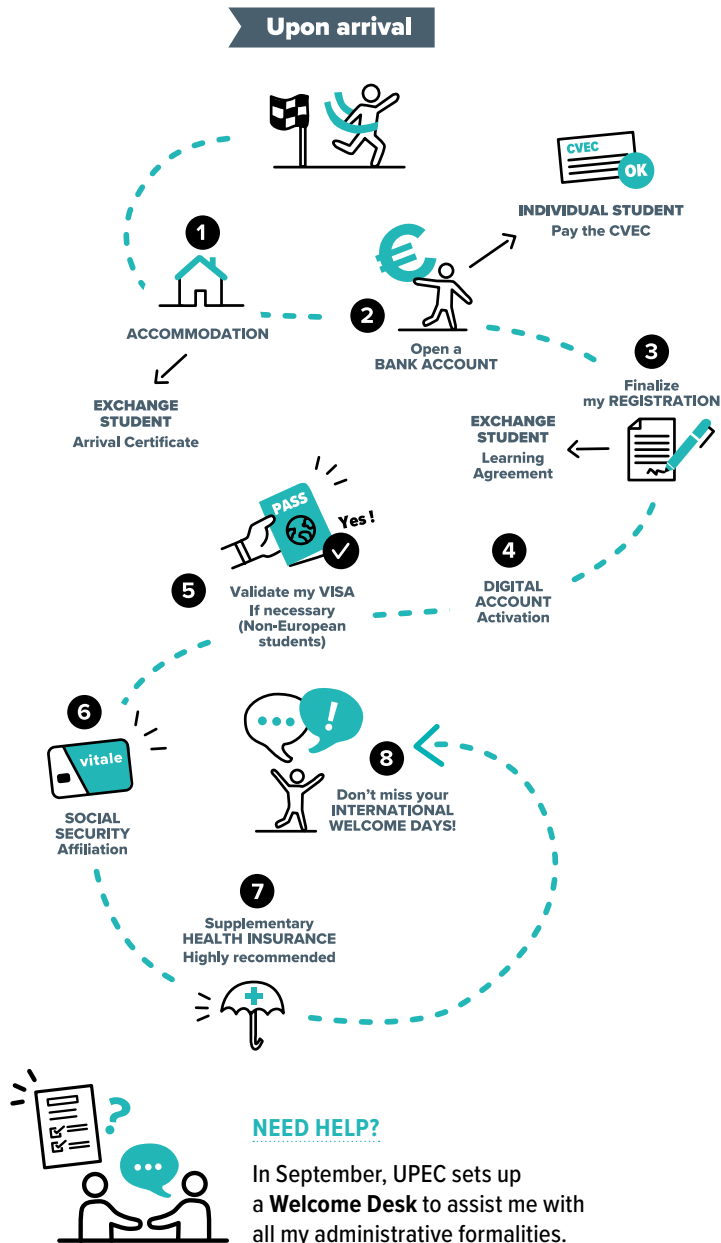 Upon arrival
CVEC
OK
INDIVIDUAL STUDENT
Pay the CVEC
1
ACCOMMODATION
EXCHANGE
STUDENT
Arrival Certificate
€
2
Open a
BANK ACCOUNT
3
Finalize
my REGISTRATION
EXCHANGE
STUDENT
Learning
Agreement
4
DIGITAL
ACCOUNT
Activation
PASS
Yes !
5
Validate my VISA
If necessary
(Non-European
students)
6
vitale
SOCIAL
SECURITY
Affiliation
!
8
Don't miss your
INTERNATIONAL
WELCOME DAYS!
7
Supplementary
HEALTH INSURANCE
Highly recommended
?
NEED HELP?
In September, UPEC sets up
a Welcome Desk to assist me with
all my administrative formalities.